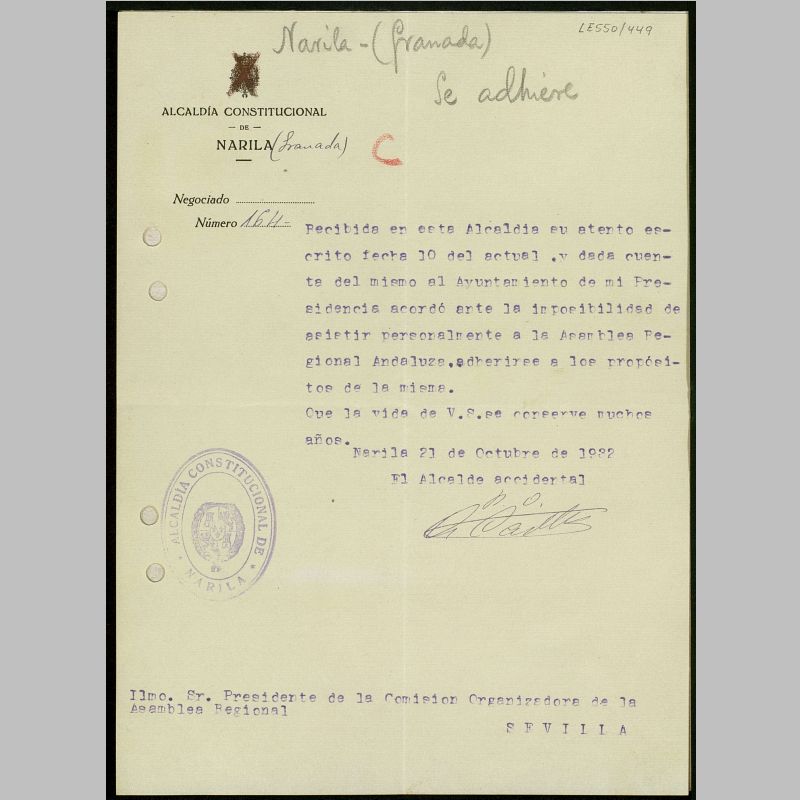 LE550/449
Narila-(Granada)
Se adhiere
ALCALDÍA CONSTITUCIONAL
— DE —
NARILA (Granada)
C
Negociado
Número 164-
Recibida en esta Alcaldia su atento es-
crito fecha 10 del actual ,y dada cuen-
ta del mismo al Ayuntamiento de mi Pre-
sidencia acordó ante la imposibilidad de
asistir personalmente a la Asamblea Re-
gional Andaluza,adherirse a los propósi-
tos de la misma.
Que la vida de V.S.se conserve muchos
años.
Narila 21 de Octubre de 1932
El Alcalde accidental
P. O.
ALCALDÍA CONSTITUCIONAL DE
* NARILA *
Ilmo. Sr. Presidente de la Comision Organizadora de la
Asamblea Regional
SEVILLA